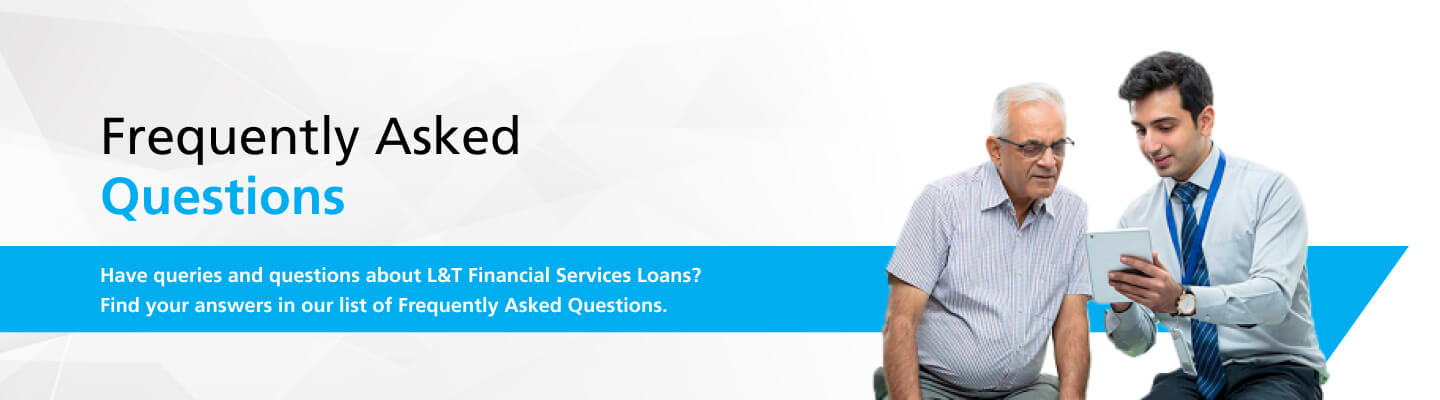 Frequently Asked
Questions
Have queries and questions about L&T Financial Services Loans?
Find your answers in our list of Frequently Asked Questions.